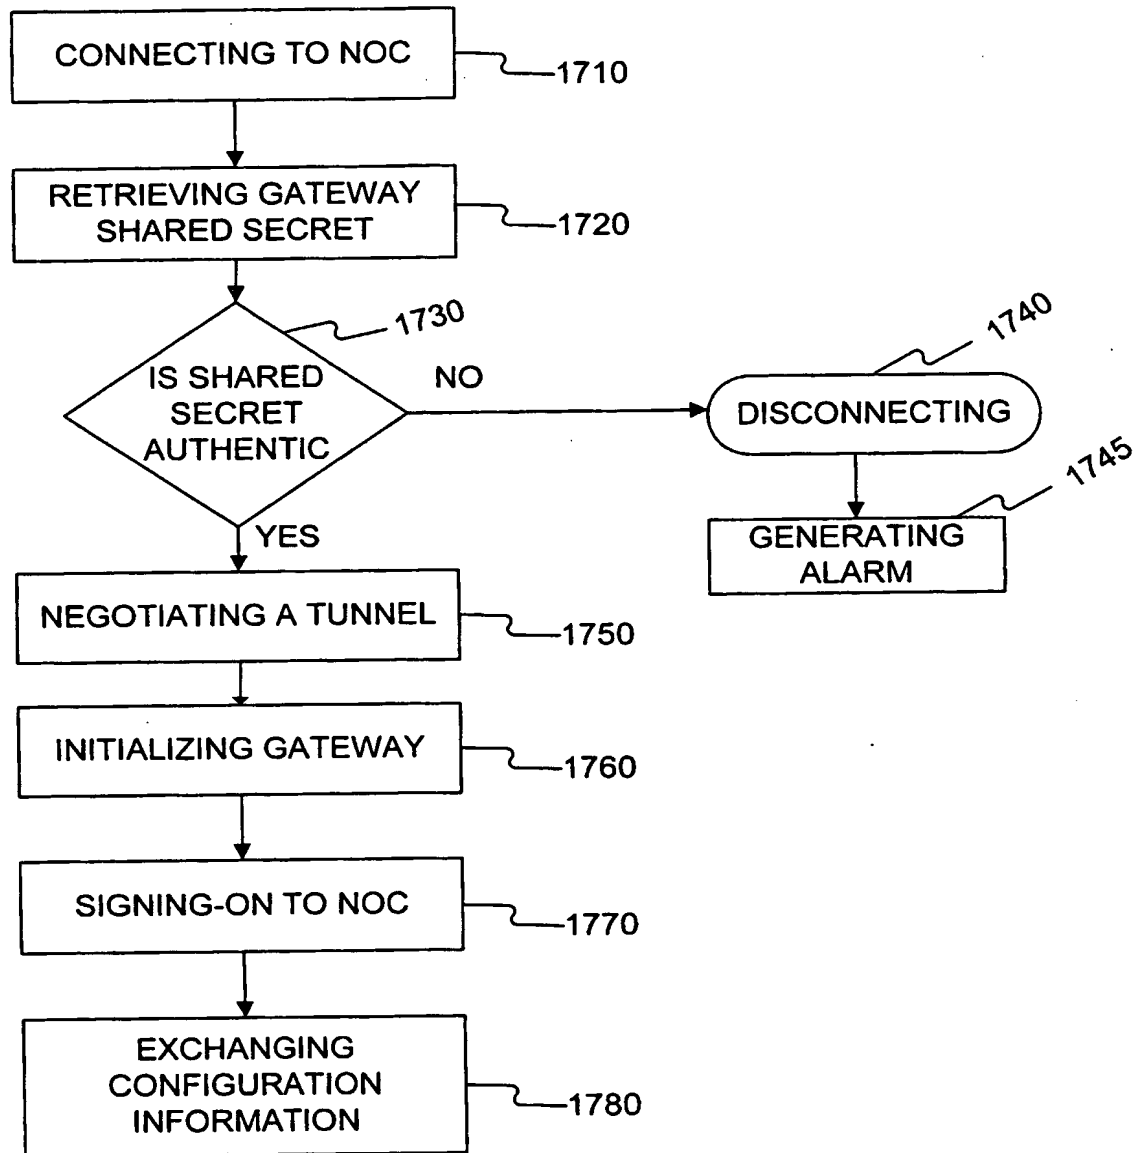 CONNECTING TO NOC
1710
RETRIEVING GATEWAY
SHARED SECRET
1720
1730
IS SHARED
SECRET
AUTHENTIC
NO
YES
1740
DISCONNECTING
1745
GENERATING
ALARM
NEGOTIATING A TUNNEL
1750
INITIALIZING GATEWAY
1760
SIGNING-ON TO NOC
1770
EXCHANGING
CONFIGURATION
INFORMATION
1780